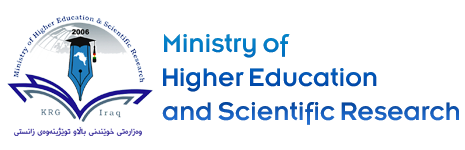 Ministry of Higher Education & Scientific Research
2006
KRG Iraq
وەزارەتی خوێندنی باڵاو توێژینەوەی زانستی
Ministry of
Higher Education
and Scientific Research